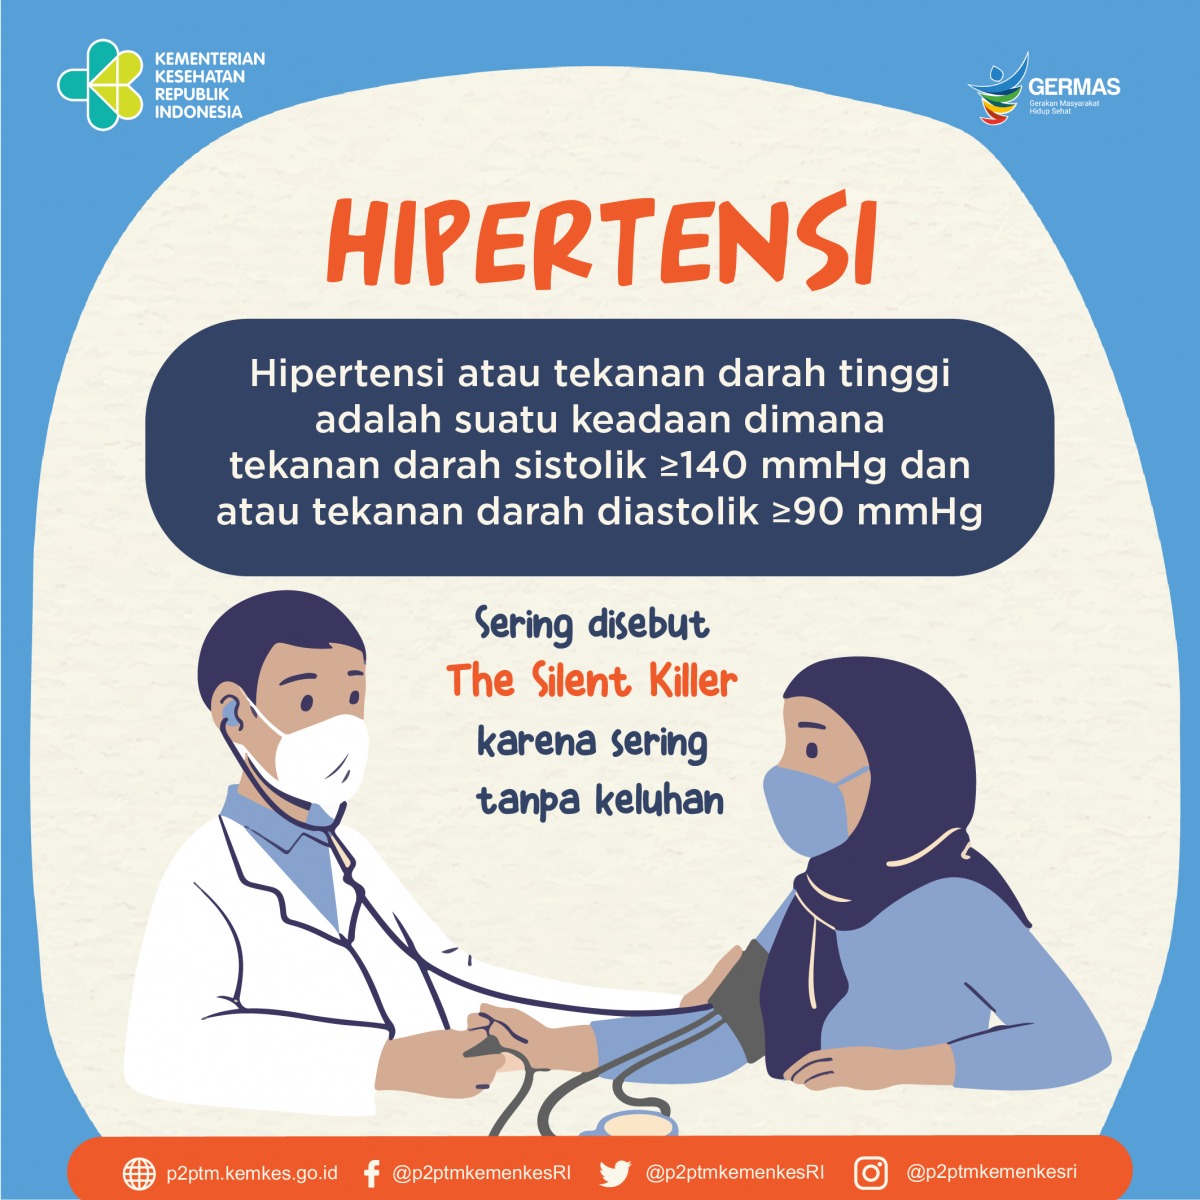 KEMENTERIAN
KESEHATAN
REPUBLIK
INDONESIA
GERMAS
Gerakan Masyarakat
Hidup Sehat
HIPERTENSI
Hipertensi atau tekanan darah tinggi
adalah suatu keadaan dimana
tekanan darah sistolik ≥140 mmHg dan
atau tekanan darah diastolik ≥90 mmHg
Sering disebut
The Silent Killer
karena sering
tanpa keluhan
p2ptm.kemkes.go.id @p2ptmkemenkesRI @p2ptmkemenkesRI @p2ptmkemenkesri